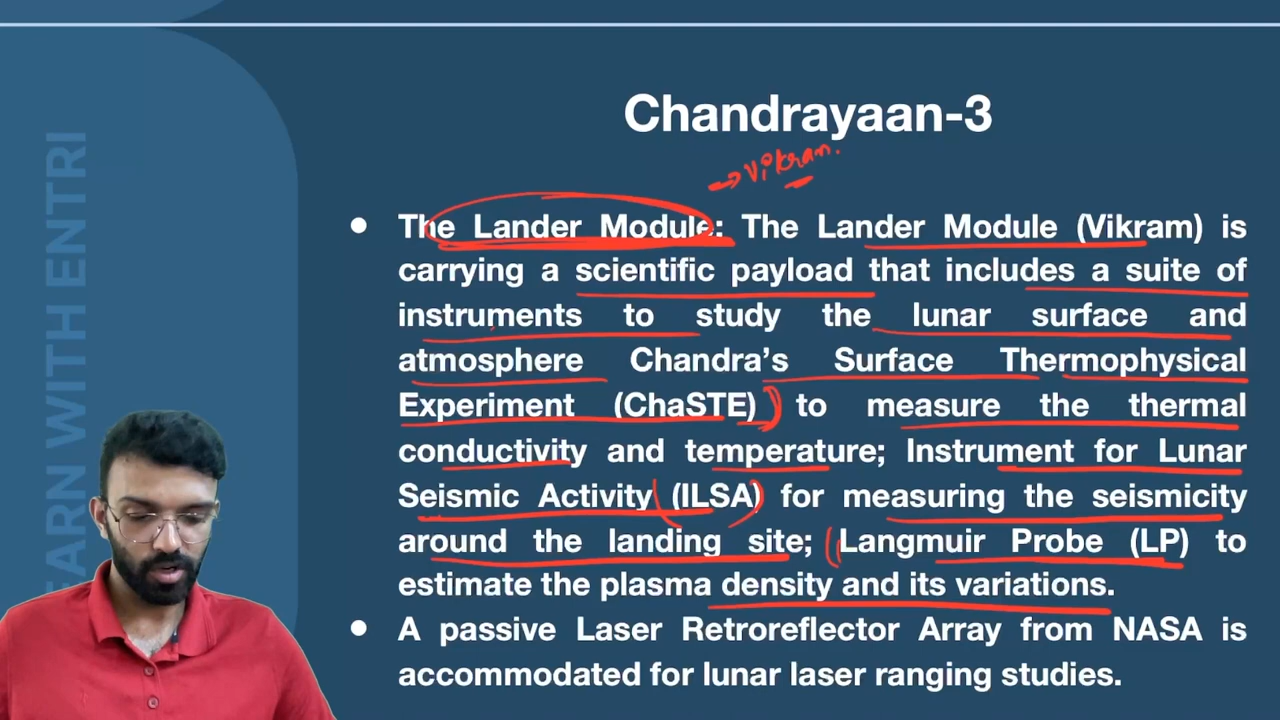 Chandrayaan-3
→ Vikram.
• The Lander Module: The Lander Module (Vikram) is
carrying a scientific payload that includes a suite of
instruments to study the lunar surface and
atmosphere Chandra’s Surface Thermophysical
Experiment (ChaSTE) to measure the thermal
conductivity and temperature; Instrument for Lunar
Seismic Activity (ILSA) for measuring the seismicity
around the landing site; Langmuir Probe (LP) to
estimate the plasma density and its variations.
• A passive Laser Retroreflector Array from NASA is
accommodated for lunar laser ranging studies.
EARN WITH ENTRI